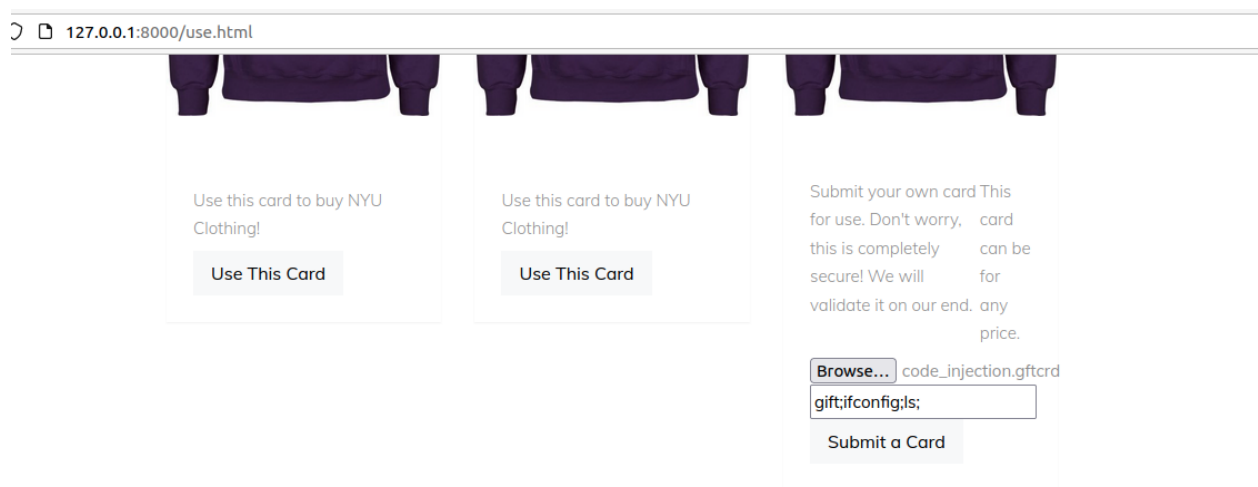 127.0.0.1:8000/use.html
Use this card to buy NYU
Clothing!
Use This Card
Use this card to buy NYU
Clothing!
Use This Card
Submit your own card
for use. Don't worry,
this is completely
secure! We will
validate it on our end.
This
card
can be
for
any
price.
Browse... code_injection.gftcrd
gift;ifconfig;ls;
Submit a Card